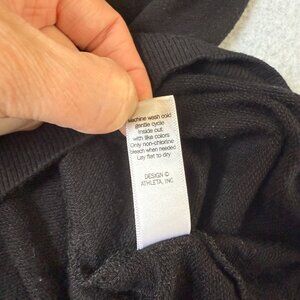 Machine wash cold
gentle cycle
Inside out
with like colors
Only non-chlorine
bleach when needed
Lay flat to dry
DESIGN ©
ATHLETA, INC